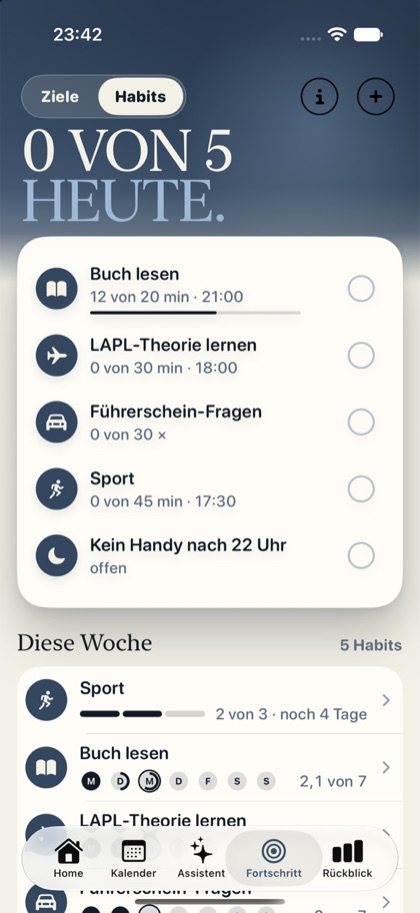 23:42
Ziele Habits
0 VON 5
HEUTE.
Buch lesen
12 von 20 min · 21:00
LAPL-Theorie lernen
0 von 30 min · 18:00
Führerschein-Fragen
0 von 30 ×
Sport
0 von 45 min · 17:30
Kein Handy nach 22 Uhr
offen
Diese Woche 5 Habits
Sport
2 von 3 · noch 4 Tage
Buch lesen
M D M D F S S 2,1 von 7
LAPL-Theorie lernen
Home Kalender Assistent Fortschritt Rückblick
Führerschein-Fragen